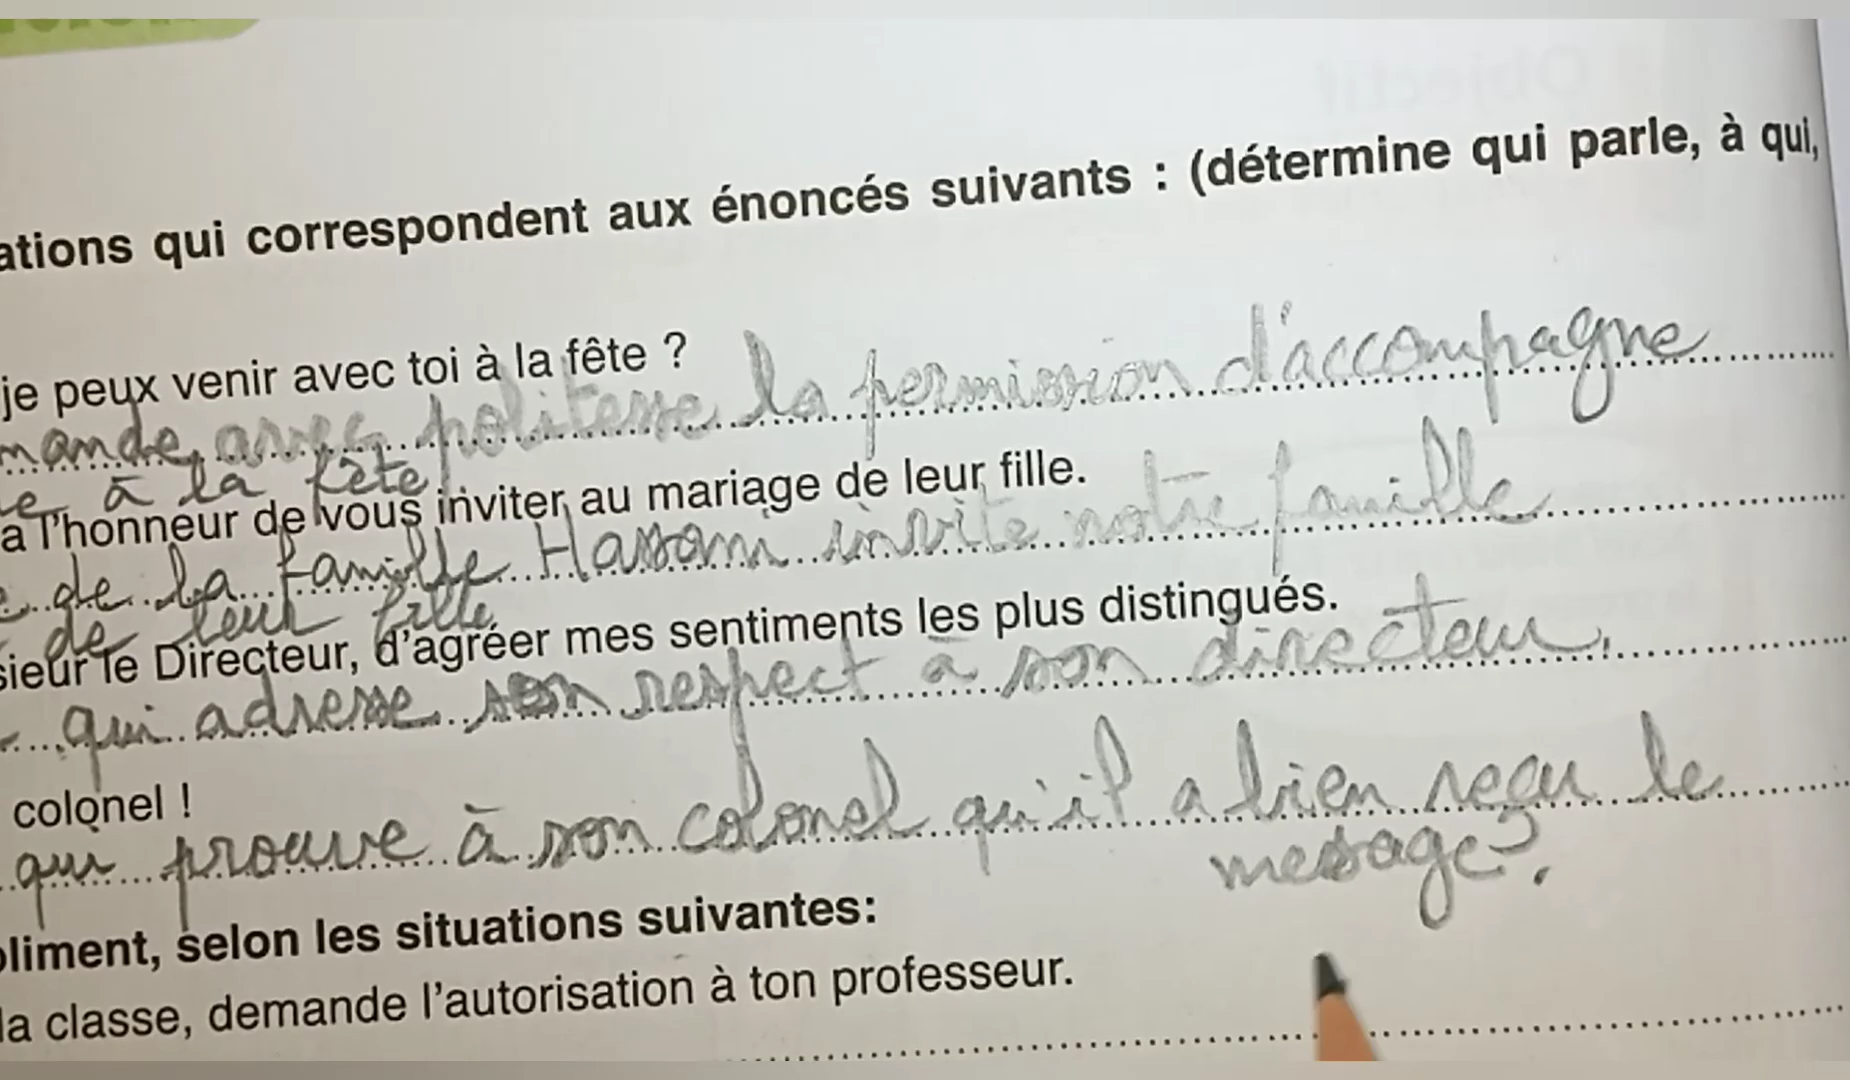 ations qui correspondent aux énoncés suivants : (détermine qui parle, à qui,
je peux venir avec toi à la fête ?
mande avec politesse la permission d'accompagne
e à la fête
a l'honneur de vous inviter au mariage de leur fille.
de la famille Hassani invite notre famille
de leur fille
sieur le Directeur, d'agréer mes sentiments les plus distingués.
qui adresse son respect à son directeur.
colonel !
qui prouve à son colonel qu'il a bien reçu le
message.
pliment, selon les situations suivantes:
la classe, demande l'autorisation à ton professeur.